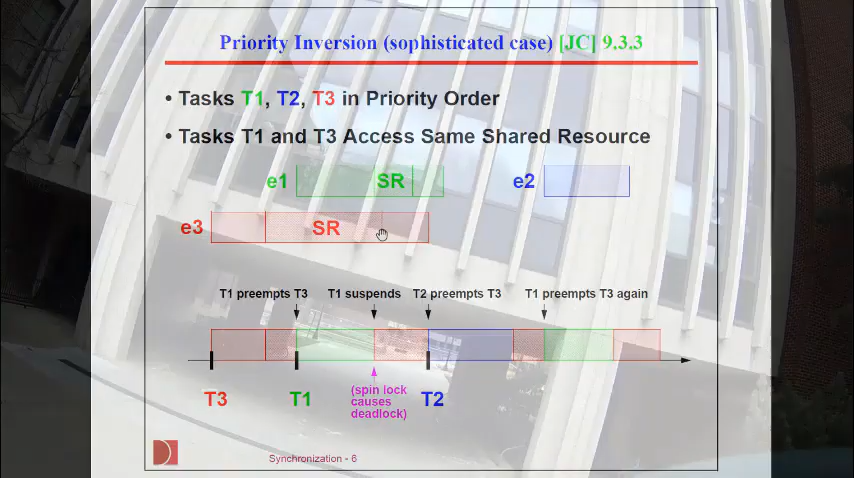 Priority Inversion (sophisticated case) [JC] 9.3.3
• Tasks T1, T2, T3 in Priority Order
• Tasks T1 and T3 Access Same Shared Resource
e1 SR e2
e3 SR
T1 preempts T3 T1 suspends T2 preempts T3 T1 preempts T3 again
T3 T1 (spin lock causes deadlock) T2
Synchronization - 6